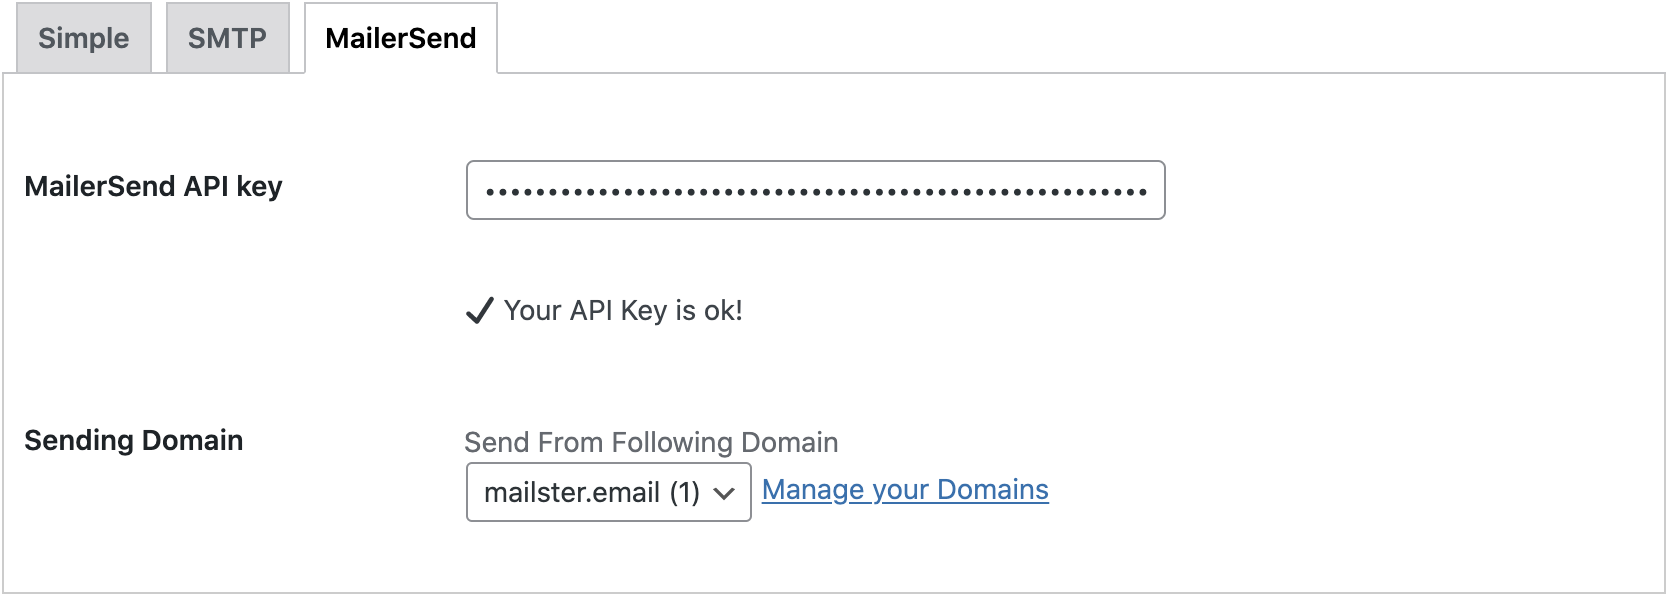 Simple SMTP MailerSend
MailerSend API key
•••••••••••••••••••••••••••••••••••••••••••••••••••••
Your API Key is ok!
Sending Domain
Send From Following Domain
mailster.email (1) Manage your Domains